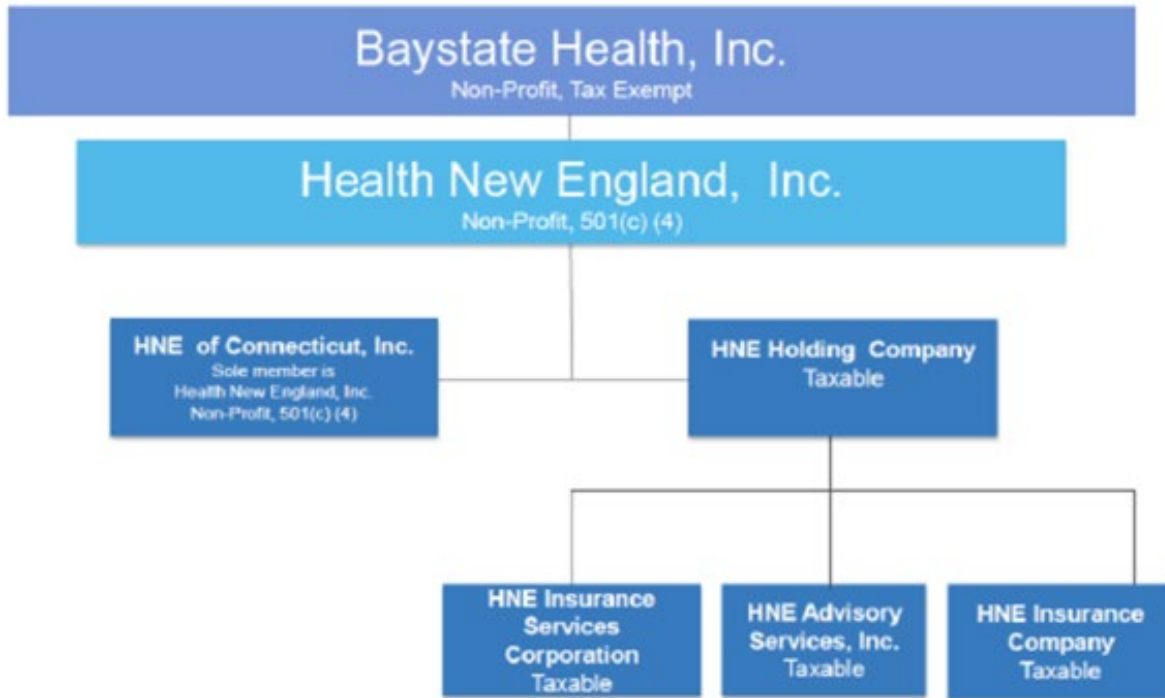 Baystate Health, Inc.
Non-Profit, Tax Exempt
Health New England, Inc.
Non-Profit, 501(c) (4)
HNE of Connecticut, Inc.
Sole member is
Health New England, Inc.
Non-Profit, 501(c) (4)
HNE Holding Company
Taxable
HNE Insurance
Services
Corporation
Taxable
HNE Advisory
Services, Inc.
Taxable
HNE Insurance
Company
Taxable